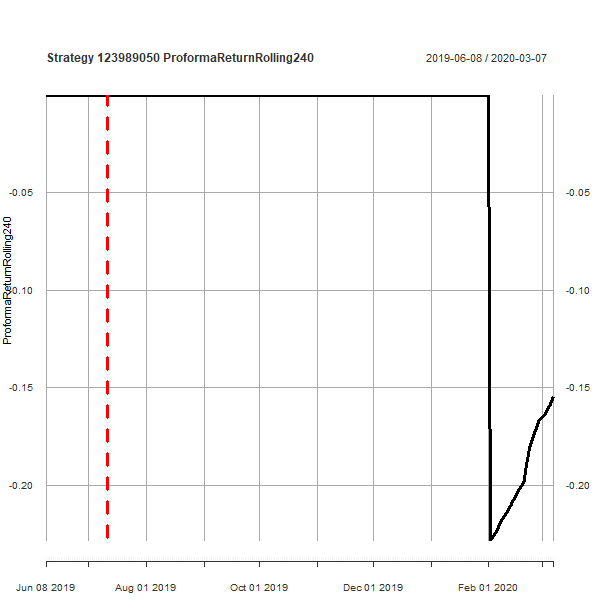 Strategy 123989050 ProformaReturnRolling240
2019-06-08 / 2020-03-07
ProformaReturnRolling240
-0.05
-0.05
-0.10
-0.10
-0.15
-0.15
-0.20
-0.20
Jun 08 2019 Aug 01 2019 Oct 01 2019 Dec 01 2019 Feb 01 2020